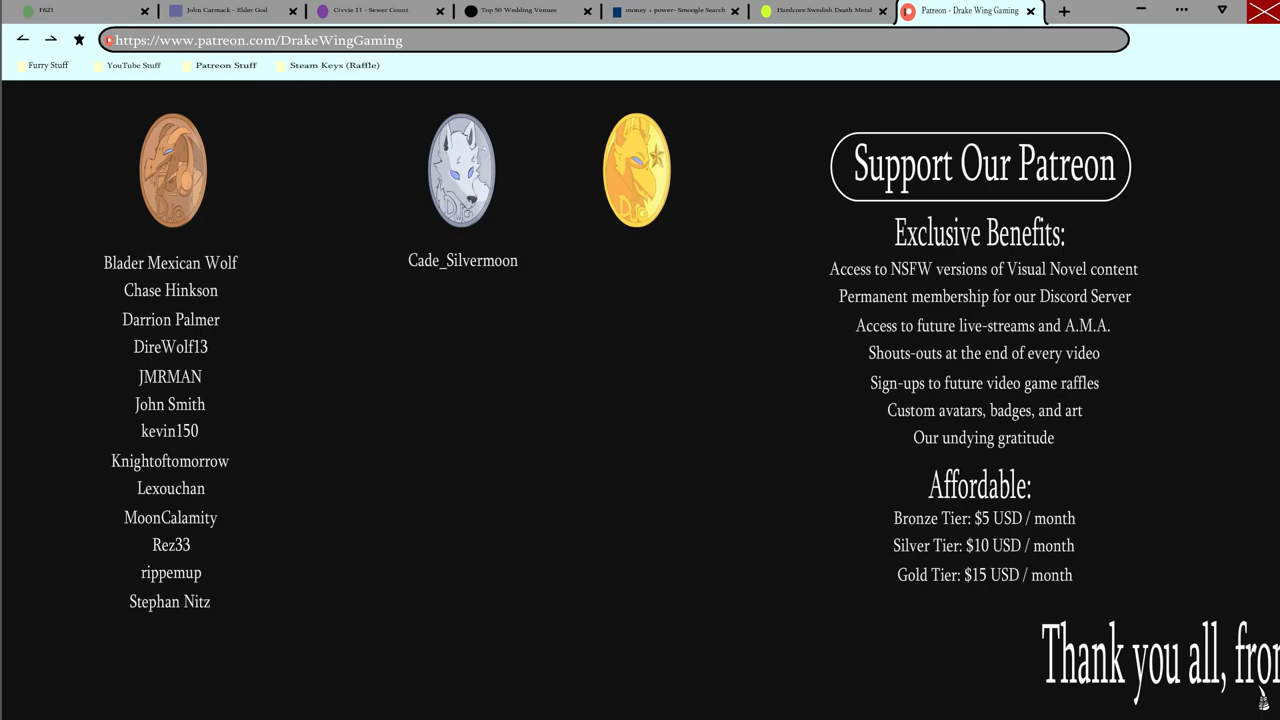 F621
John Carmack - Elder God
Civvie 11 - Sewer Count
Top 50 Wedding Venues
money + power- Smoogle Search
Hardcore Swedish Death Metal
Patreon - Drake Wing Gaming
https://www.patreon.com/DrakeWingGaming
Furry Stuff
YouTube Stuff
Patreon Stuff
Steam Keys (Raffle)
Blader Mexican Wolf
Chase Hinkson
Darrion Palmer
DireWolf13
JMRMAN
John Smith
kevin150
Knightoftomorrow
Lexouchan
MoonCalamity
Rez33
rippemup
Stephan Nitz
Cade_Silvermoon
Support Our Patreon
Exclusive Benefits:
Access to NSFW versions of Visual Novel content
Permanent membership for our Discord Server
Access to future live-streams and A.M.A.
Shouts-outs at the end of every video
Sign-ups to future video game raffles
Custom avatars, badges, and art
Our undying gratitude
Affordable:
Bronze Tier: $5 USD / month
Silver Tier: $10 USD / month
Gold Tier: $15 USD / month
Thank you all, fro